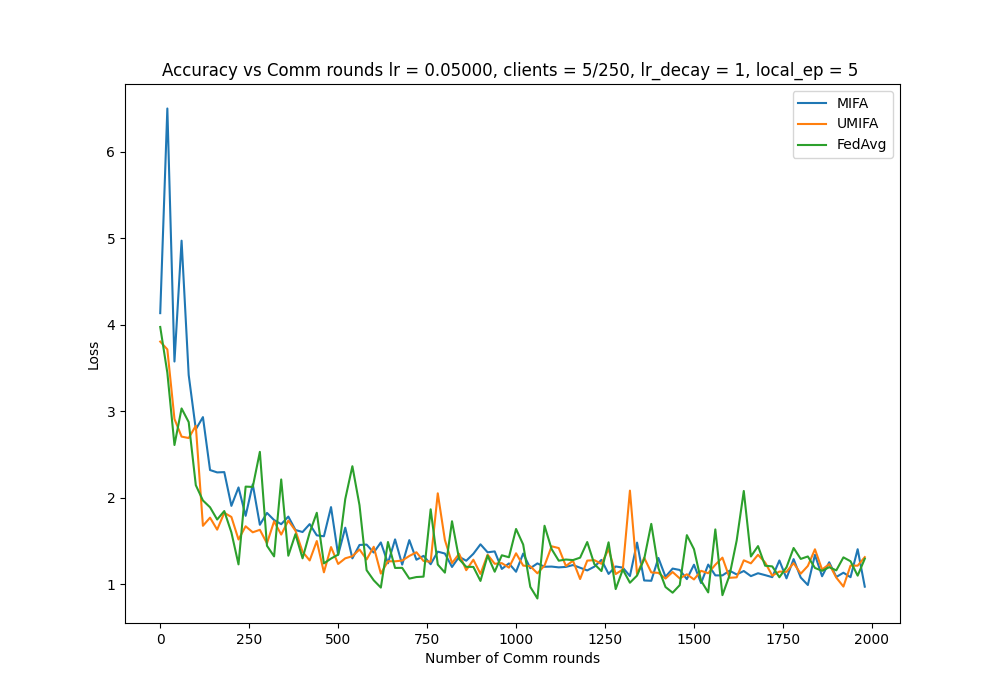 Accuracy vs Comm rounds lr = 0.05000, clients = 5/250, lr_decay = 1, local_ep = 5
MIFA
UMIFA
FedAvg
6
5
4
3
2
1
Loss
0
250
500
750
1000
1250
1500
1750
2000
Number of Comm rounds